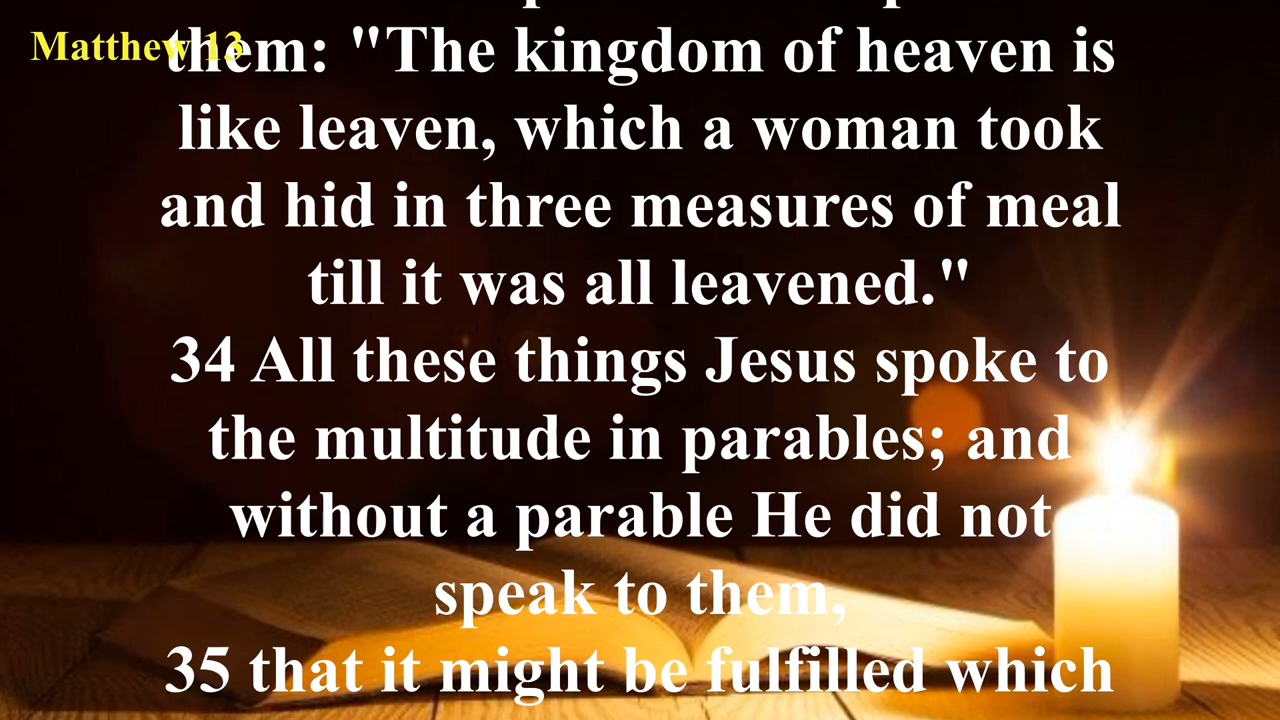 Matthew 13
them: "The kingdom of heaven is
like leaven, which a woman took
and hid in three measures of meal
till it was all leavened."
34 All these things Jesus spoke to
the multitude in parables; and
without a parable He did not
speak to them,
35 that it might be fulfilled which